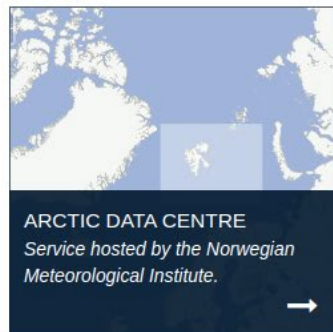 ARCTIC DATA CENTRE
Service hosted by the Norwegian
Meteorological Institute.